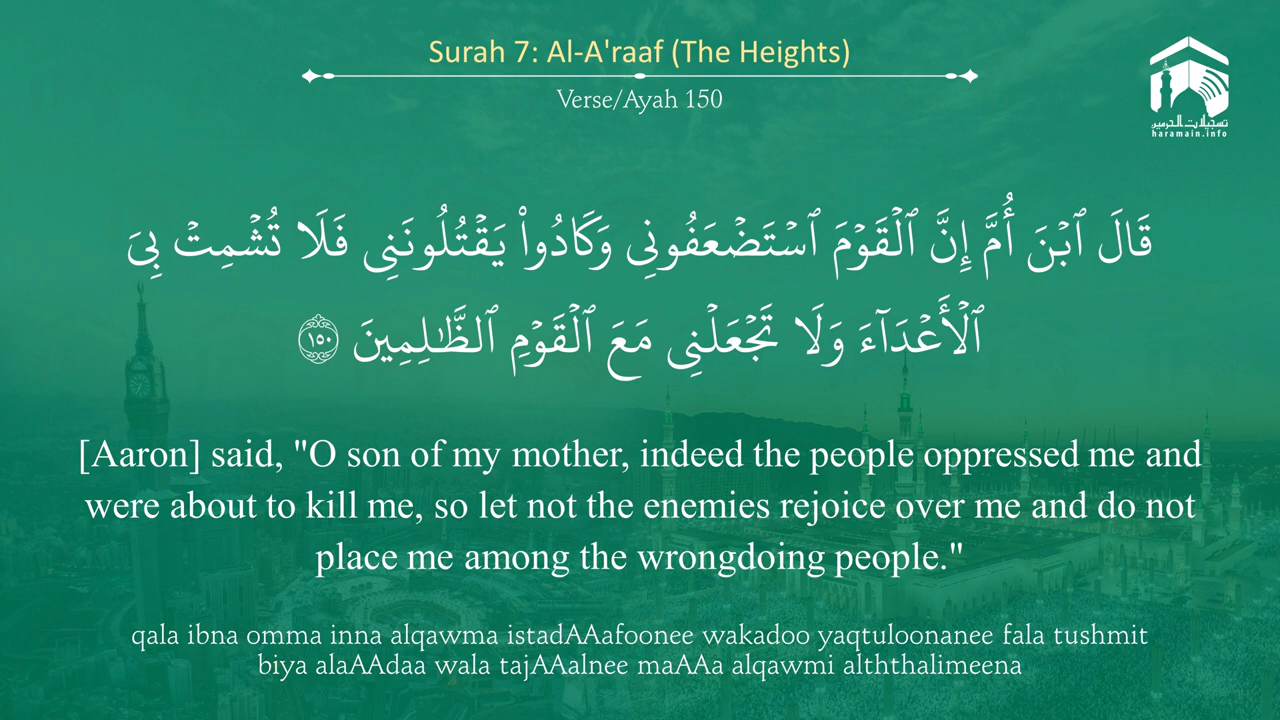 Surah 7: Al-A'raaf (The Heights)
Verse/Ayah 150
تسجيلات الحرمين
haramain.info
قَالَ ٱبۡنَ أُمَّ إِنَّ ٱلۡقَوۡمَ ٱسۡتَضۡعَفُونِي وَكَادُواْ يَقۡتُلُونَنِي فَلَا تُشۡمِتۡ بِيَ
ٱلۡأَعۡدَآءَ وَلَا تَجۡعَلۡنِي مَعَ ٱلۡقَوۡمِ ٱلظَّٰلِمِينَ ١٥٠
[Aaron] said, "O son of my mother, indeed the people oppressed me and
were about to kill me, so let not the enemies rejoice over me and do not
place me among the wrongdoing people."
qala ibna omma inna alqawma istadAAafoonee wakadoo yaqtuloonanee fala tushmit
biya alaAAdaa wala tajAAalnee maAAa alqawmi alththalimeena